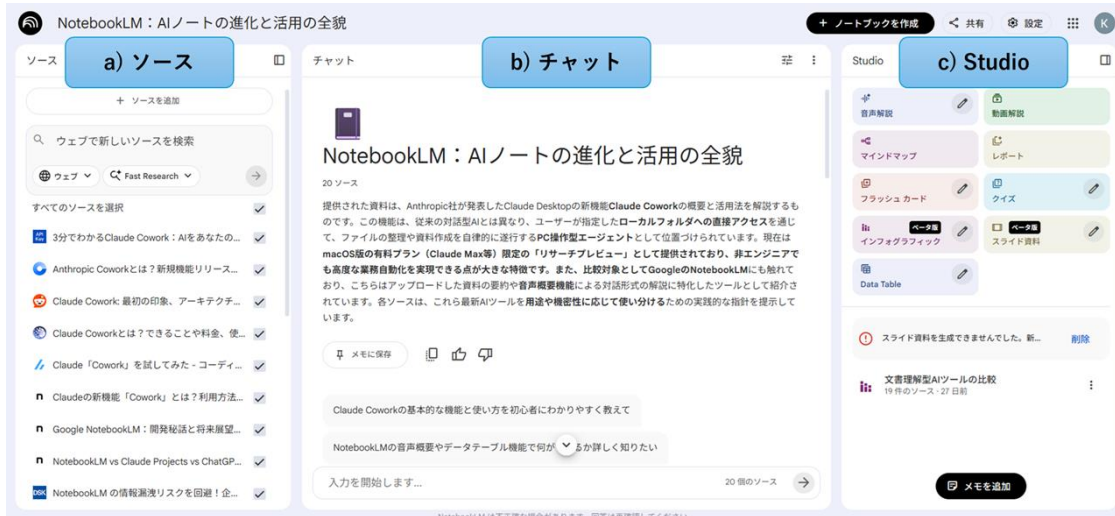 NotebookLM：AIノートの進化と活用の全貌
+ ノートブックを作成
共有
設定
K
ソース
a) ソース
+ ソースを追加
ウェブで新しいソースを検索
ウェブ
Fast Research
すべてのソースを選択
3分でわかるClaude Cowork：AIをあなたの...
Anthropic Coworkとは？新規機能リリース...
Claude Cowork: 最初の印象、アーキテクチ...
Claude Coworkとは？できることや料金、使...
Claude「Cowork」を試してみた - コーディ...
Claudeの新機能「Cowork」とは？利用方法...
Google NotebookLM：開発秘話と将来展望...
NotebookLM vs Claude Projects vs ChatGP...
NotebookLM の情報漏洩リスクを回避！企...
チャット
b) チャット
NotebookLM：AIノートの進化と活用の全貌
20 ソース
提供された資料は、Anthropic社が発表したClaude Desktopの新機能Claude Coworkの概要と活用法を解説するも
のです。この機能は、従来の対話型AIとは異なり、ユーザーが指定したローカルフォルダへの直接アクセスを通じ
て、ファイルの整理や資料作成を自律的に遂行するPC操作型エージェントとして位置づけられています。現在は
macOS版の有料プラン（Claude Max等）限定の「リサーチプレビュー」として提供されており、非エンジニアで
も高度な業務自動化を実現できる点が大きな特徴です。また、比較対象としてGoogleのNotebookLMにも触れて
おり、こちらはアップロードした資料の要約や音声概要機能による対話形式の解説に特化したツールとして紹介さ
れています。各ソースは、これら最新AIツールを用途や機密性に応じて使い分けるための実践的な指針を提示して
います。
メモに保存
Claude Coworkの基本的な機能と使い方を初心者にわかりやすく教えて
NotebookLMの音声概要やデータテーブル機能で何が るか詳しく知りたい
入力を開始します...
20 個のソース
NotebookLM は不正確な場合があります。回答は再確認してください。
Studio
c) Studio
音声解説
動画解説
マインドマップ
レポート
フラッシュ カード
クイズ
ベータ版
インフォグラフィック
ベータ版
スライド資料
Data Table
スライド資料を生成できませんでした。新...
削除
文書理解型AIツールの比較
19 件のソース・27 日前
メモを追加